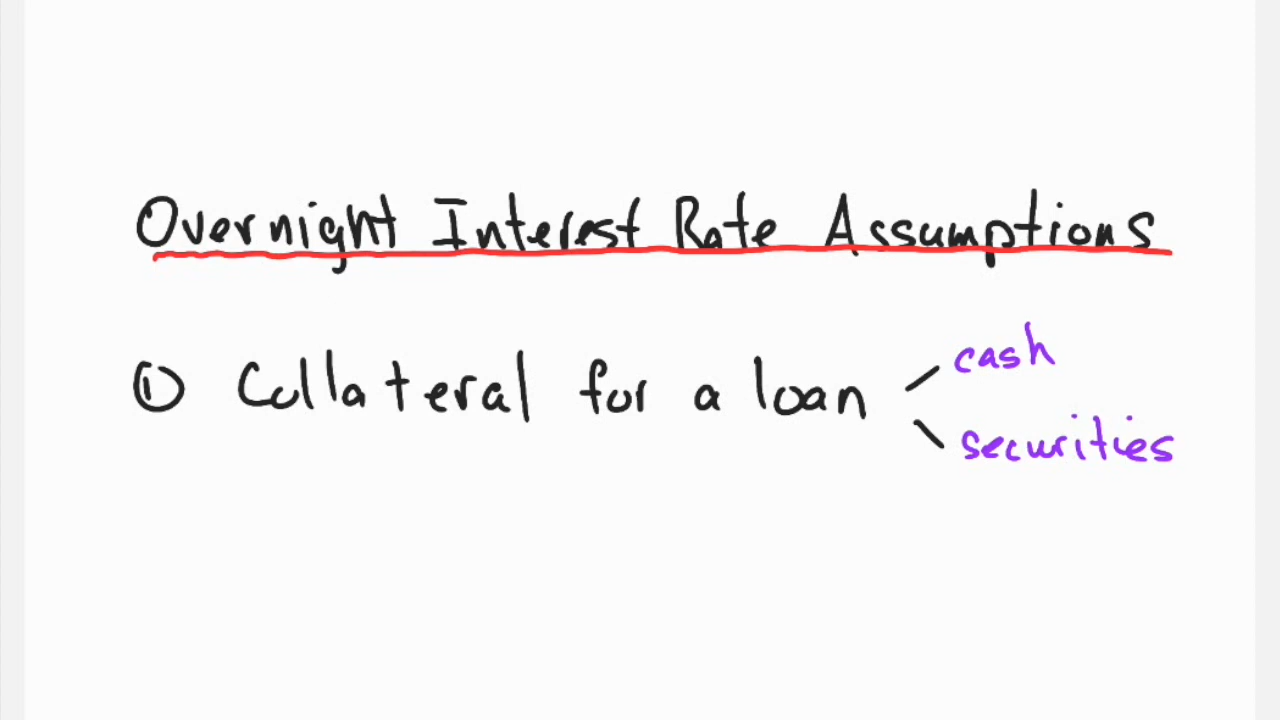 Overnight Interest Rate Assumptions
① Collateral for a loan
cash
securities